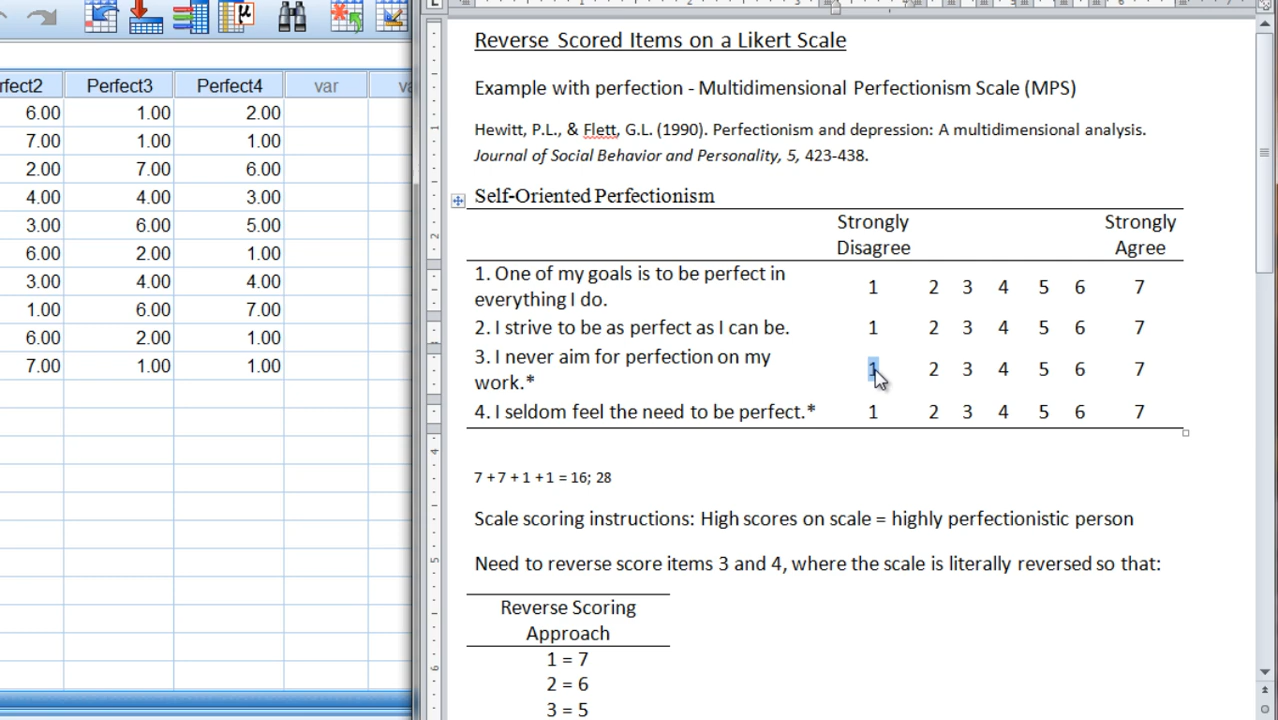 rfect2 Perfect3 Perfect4 var va
6.00 1.00 2.00
7.00 1.00 1.00
2.00 7.00 6.00
4.00 4.00 3.00
3.00 6.00 5.00
6.00 2.00 1.00
3.00 4.00 4.00
1.00 6.00 7.00
6.00 2.00 1.00
7.00 1.00 1.00
Reverse Scored Items on a Likert Scale
Example with perfection - Multidimensional Perfectionism Scale (MPS)
Hewitt, P.L., & Flett, G.L. (1990). Perfectionism and depression: A multidimensional analysis.
Journal of Social Behavior and Personality, 5, 423-438.
Self-Oriented Perfectionism
Strongly Strongly
Disagree Agree
1. One of my goals is to be perfect in
everything I do. 1 2 3 4 5 6 7
2. I strive to be as perfect as I can be. 1 2 3 4 5 6 7
3. I never aim for perfection on my
work.* 1 2 3 4 5 6 7
4. I seldom feel the need to be perfect.* 1 2 3 4 5 6 7
7 + 7 + 1 + 1 = 16; 28
Scale scoring instructions: High scores on scale = highly perfectionistic person
Need to reverse score items 3 and 4, where the scale is literally reversed so that:
Reverse Scoring
Approach
1 = 7
2 = 6
3 = 5